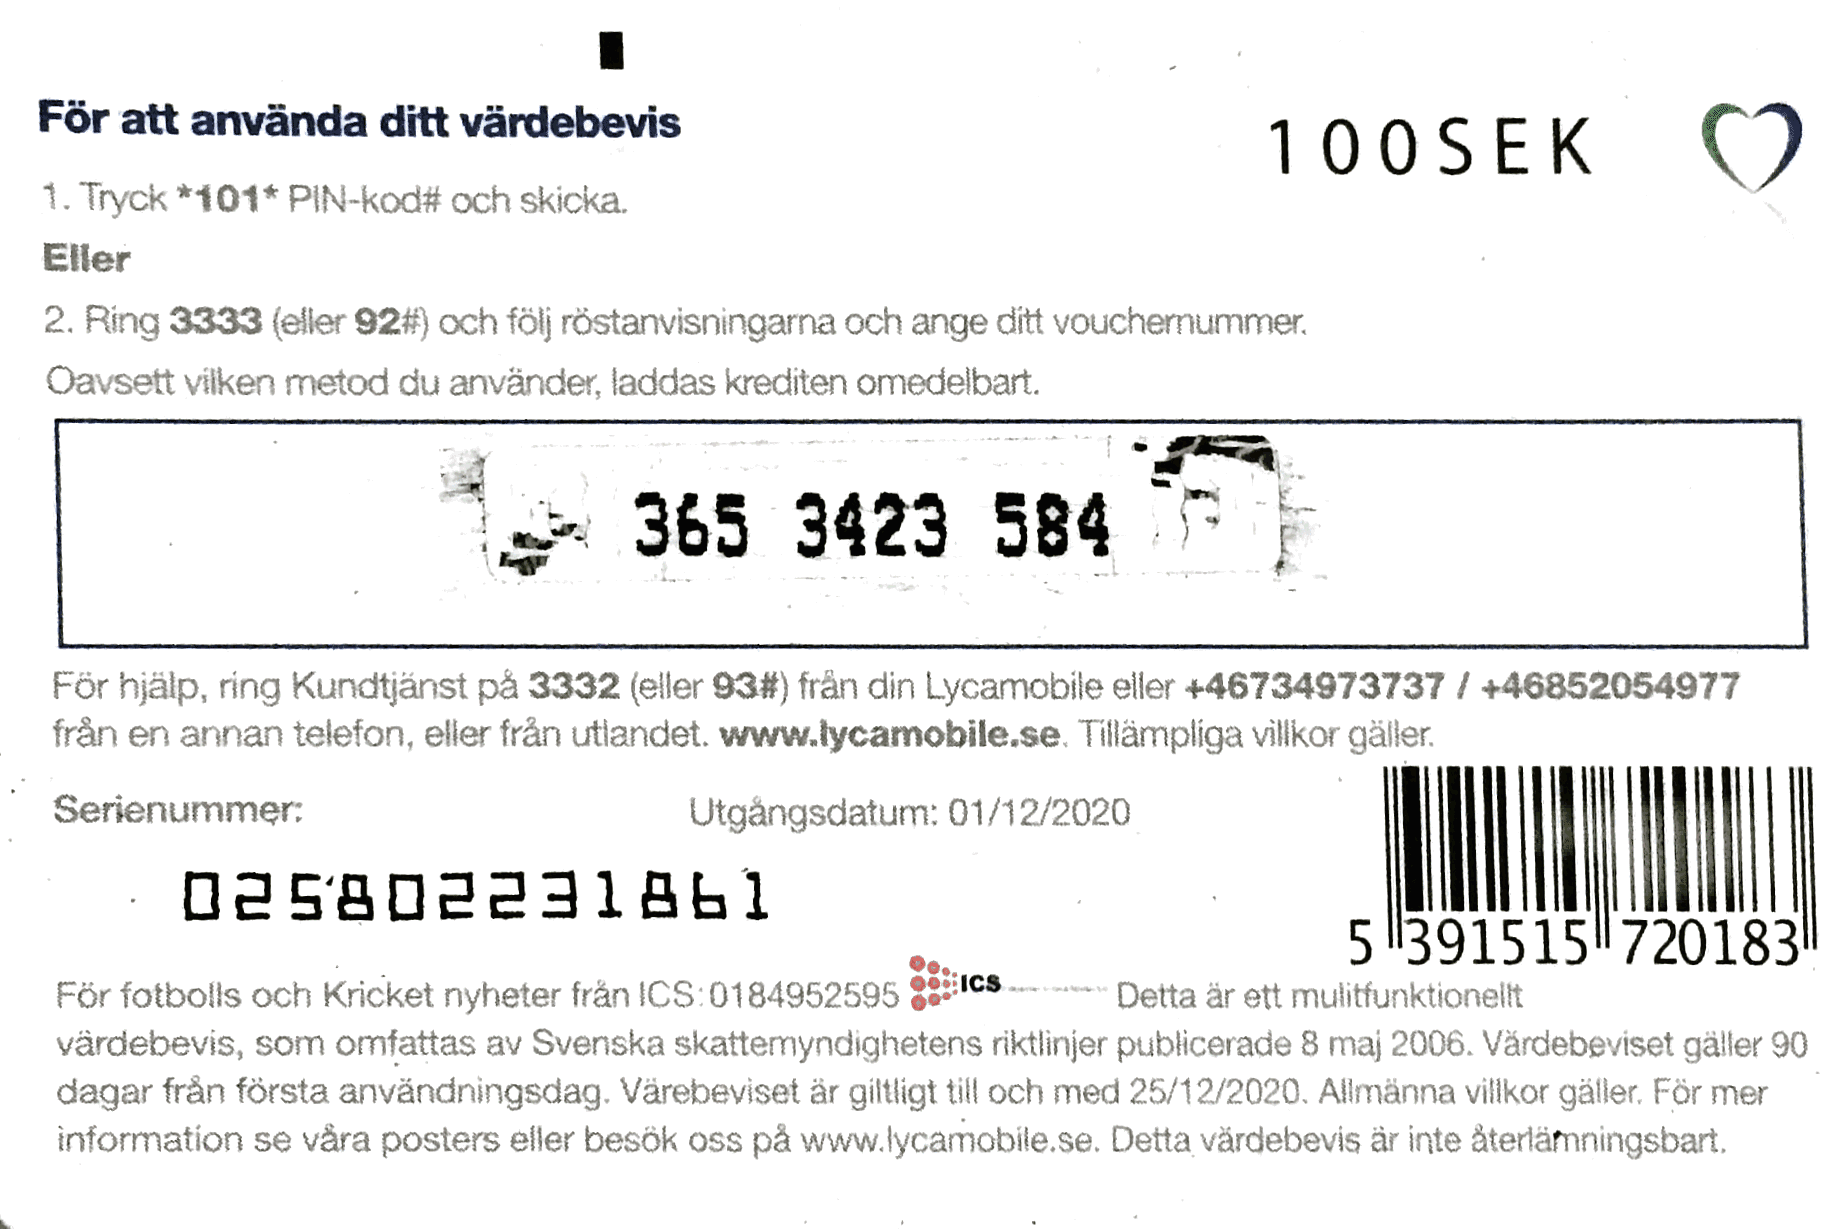 För att använda ditt värdebevis
100SEK
1. Tryck *101* PIN-kod# och skicka.
Eller
2. Ring 3333 (eller 92#) och följ röstanvisningarna och ange ditt vouchernummer.
Oavsett vilken metod du använder, laddas krediten omedelbart.
365 3423 584
För hjälp, ring Kundtjänst på 3332 (eller 93#) från din Lycamobile eller +46734973737 / +46852054977
från en annan telefon, eller från utlandet. www.lycamobile.se. Tillämpliga villkor gäller.
Serienummer:
Utgångsdatum: 01/12/2020
025802231861
5 391515 720183
För fotbolls och Kricket nyheter från ICS:0184952595 ICS Detta är ett mulitfunktionellt
värdebevis, som omfattas av Svenska skattemyndighetens riktlinjer publicerade 8 maj 2006. Värdebeviset gäller 90
dagar från första användningsdag. Värebeviset är giltligt till och med 25/12/2020. Allmänna villkor gäller. För mer
information se våra posters eller besök oss på www.lycamobile.se. Detta värdebevis är inte återlämningsbart.